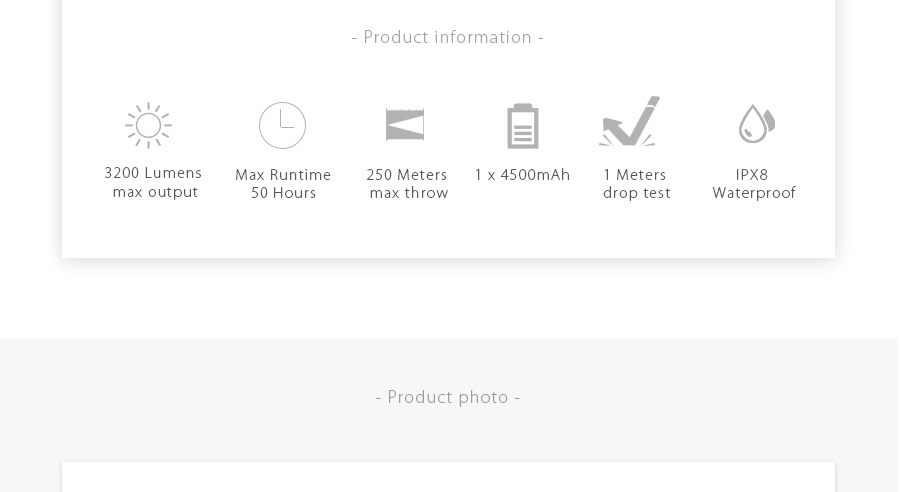 - Product information -
3200 Lumens
max output
Max Runtime
50 Hours
250 Meters
max throw
1 x 4500mAh
1 Meters
drop test
IPX8
Waterproof
- Product photo -